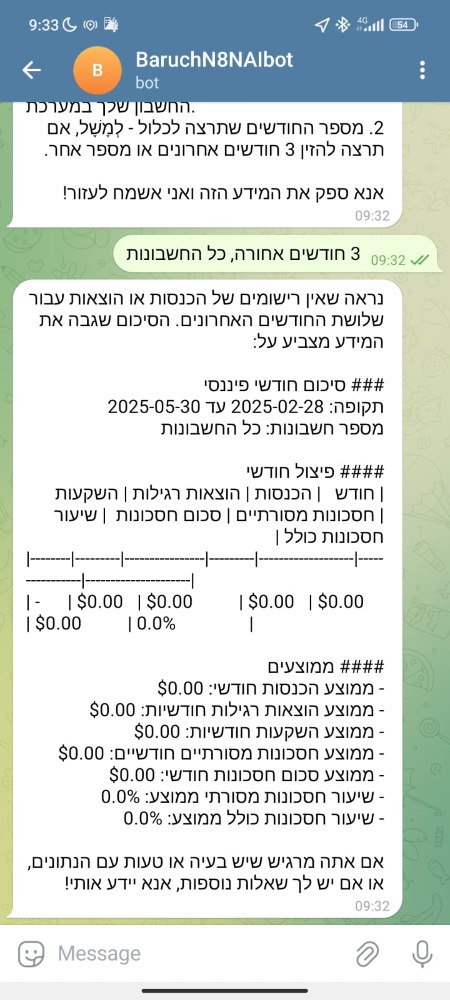 9:33
4G
54
B
BaruchN8NAIbot
bot
החשבון שלך במערכת.
2. מספר החודשים שתרצה לכלול - לְמָשָׁל, אם
תרצה להזין 3 חודשים אחרונים או מספר אחר.
אנא ספק את המידע הזה ואני אשמח לעזור!
09:32
3 חודשים אחורה, כל החשבונות
09:32
נראה שאין רישומים של הכנסות או הוצאות עבור
שלושת החודשים האחרונים. הסיכום שגבה את
המידע מצביע על:
### סיכום חודשי פיננסי
תקופה: 2025-02-28 עד 2025-05-30
מספר חשבונות: כל החשבונות
#### פיצול חודשי
| חודש | הכנסות | הוצאות רגילות | השקעות
| חסכונות מסורתיים | סכום חסכונות | שיעור
חסכונות כולל |
|--------|---------|----------------|--------|-------------------|-----
-----------|--------------------|
| - | $0.00 | $0.00 | $0.00 | $0.00
| $0.00 | 0.0% |
#### ממוצעים
- ממוצע הכנסות חודשי: $0.00
- ממוצע הוצאות רגילות חודשיות: $0.00
- ממוצע השקעות חודשיות: $0.00
- ממוצע חסכונות מסורתיים חודשיים: $0.00
- ממוצע סכום חסכונות חודשי: $0.00
- שיעור חסכונות מסורתי ממוצע: 0.0%
- שיעור חסכונות כולל ממוצע: 0.0%
אם אתה מרגיש שיש בעיה או טעות עם הנתונים,
או אם יש לך שאלות נוספות, אנא יידע אותי!
09:32
Message